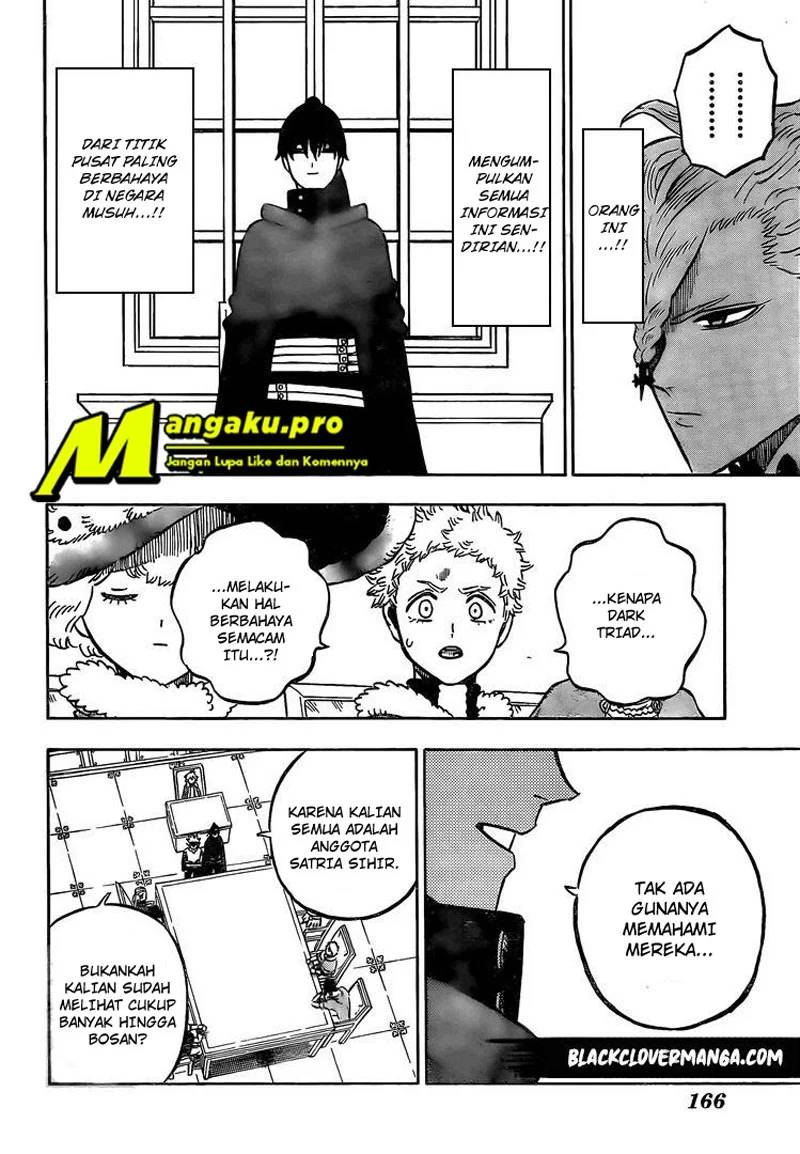 ………
………
ORANG
INI
...!!
MENGUM-
PULKAN
SEMUA
INFORMASI
INI SEN-
DIRIAN...!!
DARI TITIK
PUSAT PALING
BERBAHAYA
DI NEGARA
MUSUH...!!
Mangaku.pro
Jangan Lupa Like dan Komennya
...KENAPA
DARK
TRIAD...
...MELAKU-
KAN HAL
BERBAHAYA
SEMACAM
ITU...?!
TAK ADA
GUNANYA
MEMAHAMI
MEREKA...
KARENA KALIAN
SEMUA ADALAH
ANGGOTA
SATRIA SIHIR.
BUKANKAH
KALIAN SUDAH
MELIHAT CUKUP
BANYAK HINGGA
BOSAN?
BLACKCLOVERMANGA.COM
166